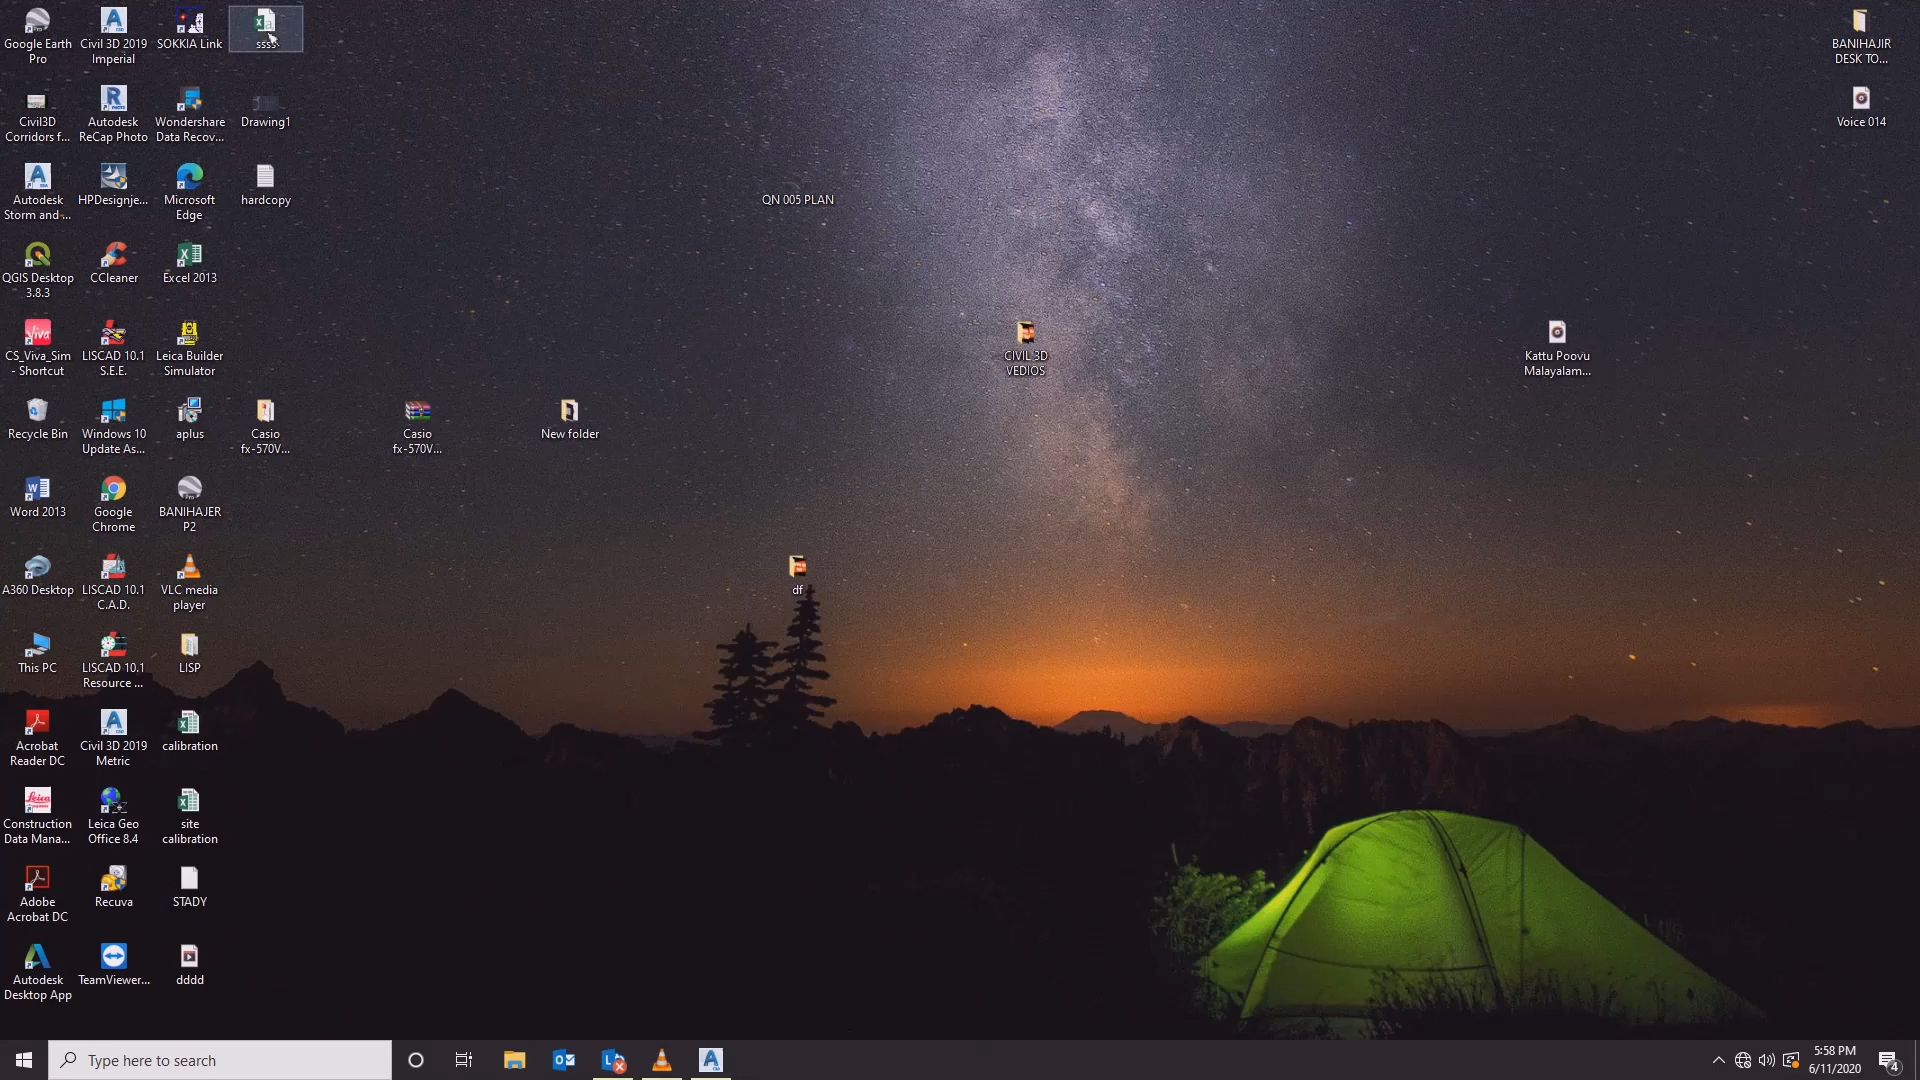 Google Earth
Pro
Civil 3D 2019
Imperial
SOKKIA Link
ssss
BANIHAJIR
DESK TO...
Civil3D
Corridors f...
Autodesk
ReCap Photo
Wondershare
Data Recov...
Drawing1
Voice 014
Autodesk
Storm and ...
HPDesignje...
Microsoft
Edge
hardcopy
QN 005 PLAN
QGIS Desktop
3.8.3
CCleaner
Excel 2013
CS_Viva_Sim
- Shortcut
LISCAD 10.1
S.E.E.
Leica Builder
Simulator
CIVIL 3D
VEDIOS
Kattu Poovu
Malayalam...
Recycle Bin
Windows 10
Update As...
aplus
Casio
fx-570V...
Casio
fx-570V...
New folder
Word 2013
Google
Chrome
BANIHAJER
P2
A360 Desktop
LISCAD 10.1
C.A.D.
VLC media
player
df
This PC
LISCAD 10.1
Resource ...
LISP
Acrobat
Reader DC
Civil 3D 2019
Metric
calibration
Construction
Data Mana...
Leica Geo
Office 8.4
site
calibration
Adobe
Acrobat DC
Recuva
STADY
Autodesk
Desktop App
TeamViewer...
dddd
Type here to search
5:58 PM
6/11/2020
4